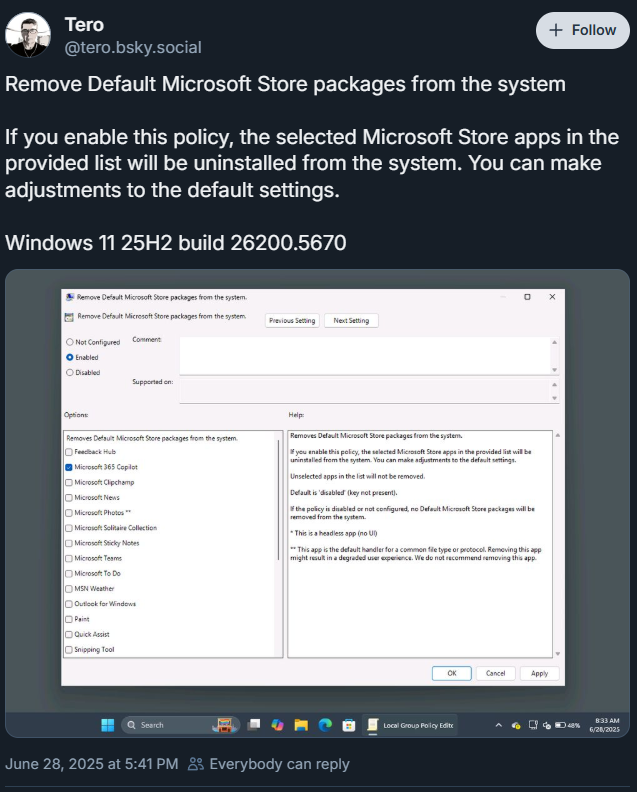 Tero
@tero.bsky.social
+ Follow
Remove Default Microsoft Store packages from the system
If you enable this policy, the selected Microsoft Store apps in the
provided list will be uninstalled from the system. You can make
adjustments to the default settings.
Windows 11 25H2 build 26200.5670
Remove Default Microsoft Store packages from the system.
Remove Default Microsoft Store packages from the system.
Previous Setting
Next Setting
Not Configured
Enabled
Disabled
Comment:
Supported on:
Options:
Help:
Removes Default Microsoft Store packages from the system.
Feedback Hub
Microsoft 365 Copilot
Microsoft Clipchamp
Microsoft News
Microsoft Photos **
Microsoft Solitaire Collection
Microsoft Sticky Notes
Microsoft Teams
Microsoft To Do
MSN Weather
Outlook for Windows
Paint
Quick Assist
Snipping Tool
Removes Default Microsoft Store packages from the system.
If you enable this policy, the selected Microsoft Store apps in the provided list will be
uninstalled from the system. You can make adjustments to the default settings.
Unselected apps in the list will not be removed.
Default is 'disabled' (key not present).
If the policy is disabled or not configured, no Default Microsoft Store packages will be
removed from the system.
* This is a headless app (no UI)
** This app is the default handler for a common file type or protocol. Removing this app
might result in a degraded user experience. We do not recommend removing this app.
OK
Cancel
Apply
Search
Local Group Policy Edito
48%
8:33 AM
6/28/2025
June 28, 2025 at 5:41 PM
Everybody can reply